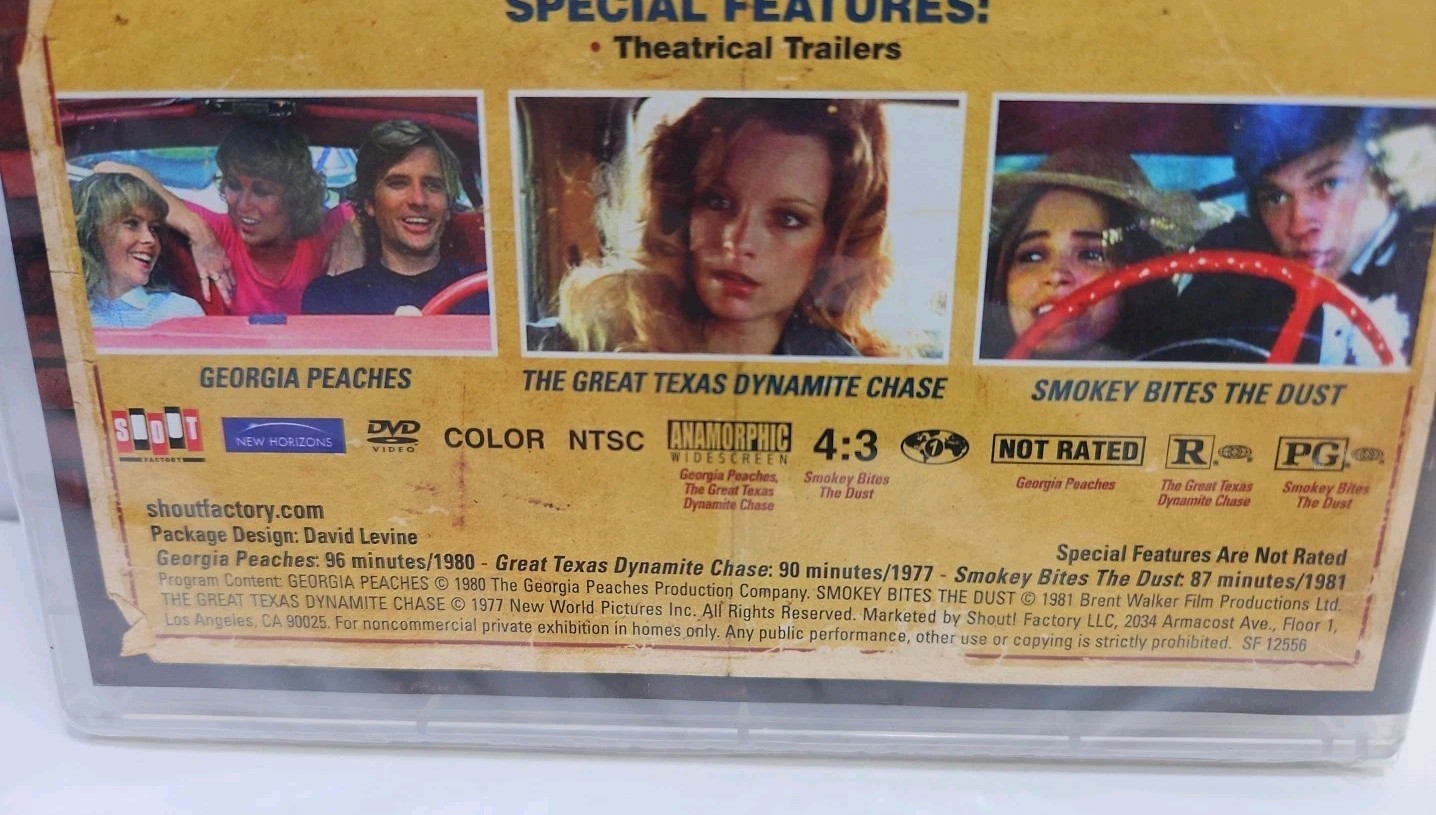 SPECIAL FEATURES!
• Theatrical Trailers
GEORGIA PEACHES
THE GREAT TEXAS DYNAMITE CHASE
SMOKEY BITES THE DUST
SHOUT
FACTORY
NEW HORIZONS
DVD
VIDEO
COLOR
NTSC
ANAMORPHIC
WIDESCREEN
Georgia Peaches,
The Great Texas
Dynamite Chase
4:3
Smokey Bites
The Dust
1
NOT RATED
Georgia Peaches
R
The Great Texas
Dynamite Chase
PG
Smokey Bites
The Dust
shoutfactory.com
Package Design: David Levine
Special Features Are Not Rated
Georgia Peaches: 96 minutes/1980 - Great Texas Dynamite Chase: 90 minutes/1977 - Smokey Bites The Dust: 87 minutes/1981
Program Content: GEORGIA PEACHES © 1980 The Georgia Peaches Production Company. SMOKEY BITES THE DUST © 1981 Brent Walker Film Productions Ltd.
THE GREAT TEXAS DYNAMITE CHASE © 1977 New World Pictures Inc. All Rights Reserved. Marketed by Shout! Factory LLC, 2034 Armacost Ave., Floor 1,
Los Angeles, CA 90025. For noncommercial private exhibition in homes only. Any public performance, other use or copying is strictly prohibited. SF 12556